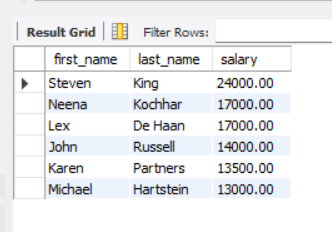 Result Grid Filter Rows:
first_name last_name salary
Steven King 24000.00
Neena Kochhar 17000.00
Lex De Haan 17000.00
John Russell 14000.00
Karen Partners 13500.00
Michael Hartstein 13000.00